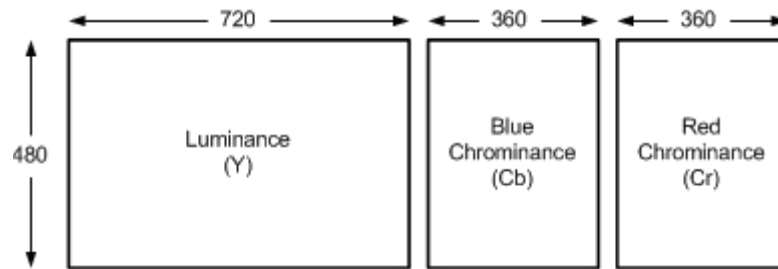 720
360
360
480
Luminance
(Y)
Blue
Chrominance
(Cb)
Red
Chrominance
(Cr)